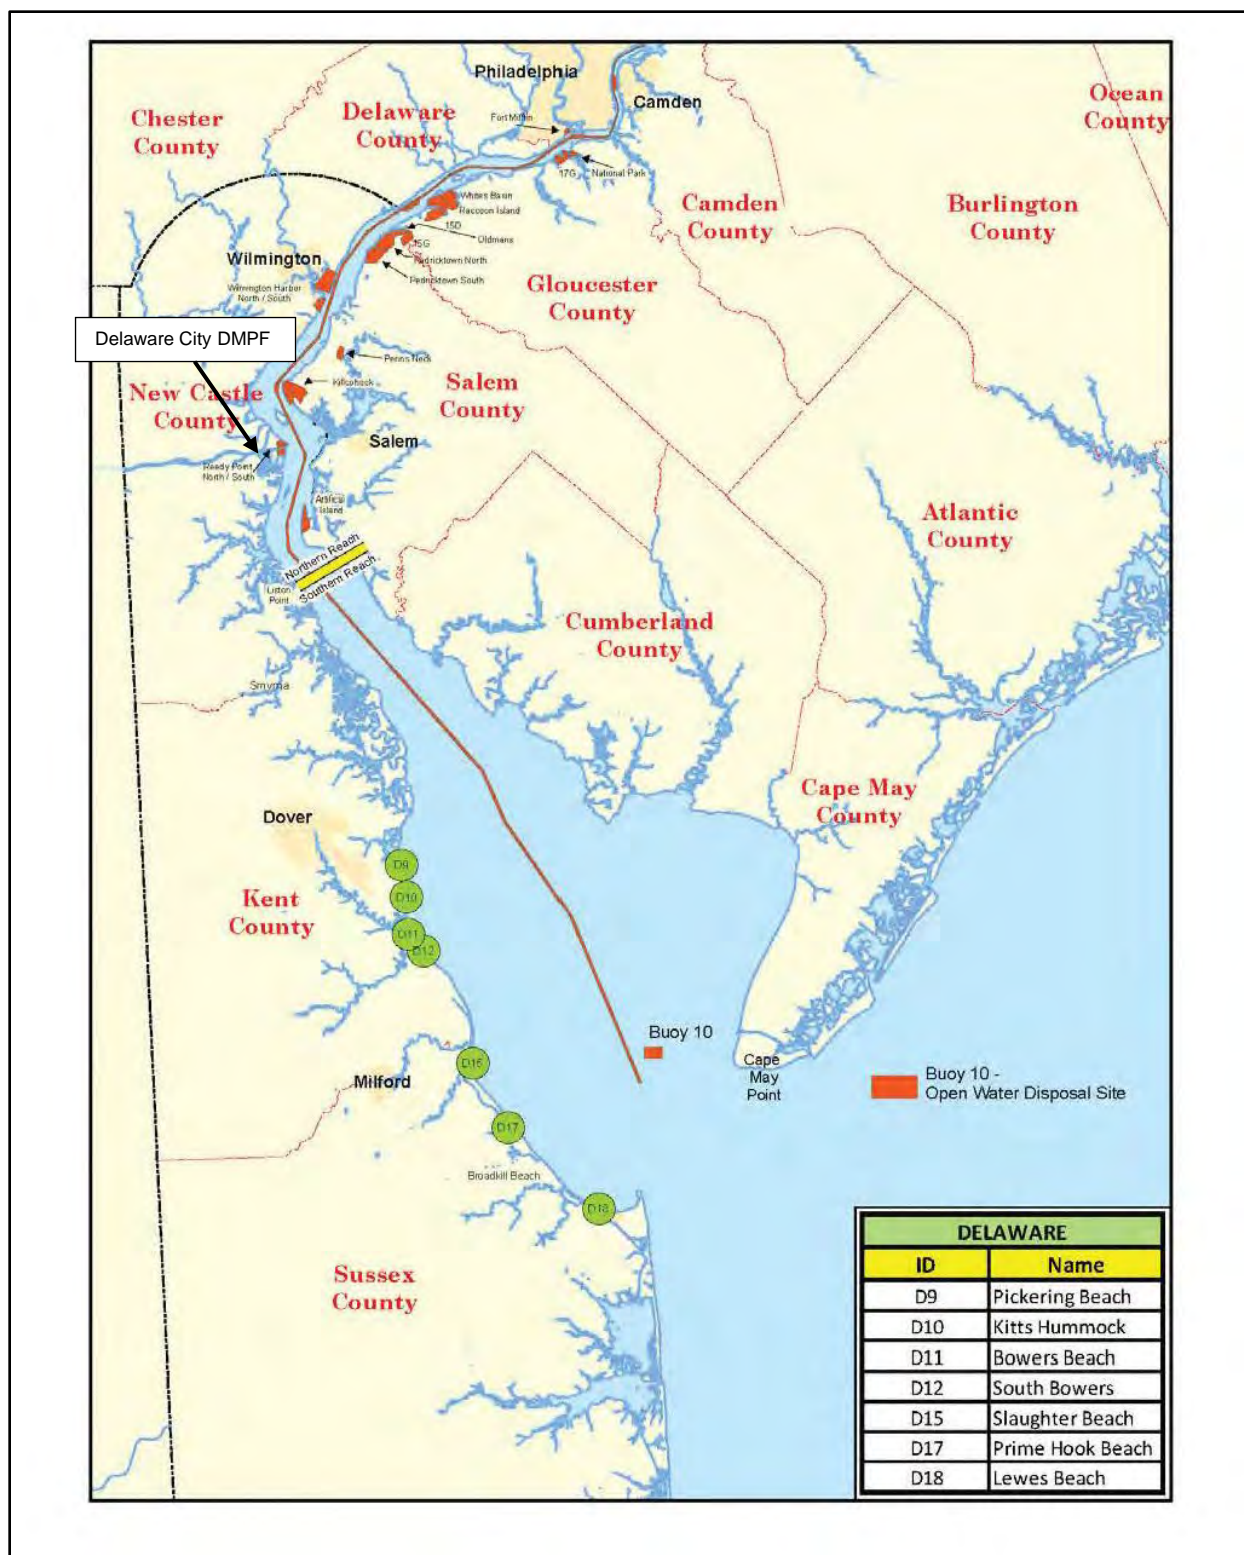 Philadelphia
Camden
Ocean
County
Chester
County
Delaware
County
Fort Mifflin
17G
National Park
Camden
County
Burlington
County
Whites Basin
Raccoon Island
15D
Oldmans
15G
Pedricktown North
Pedricktown South
Wilmington
Wilmington Harbor
North / South
Gloucester
County
Delaware City DMPF
Penns Neck
Killcohook
New Castle
County
Salem
County
Salem
Reedy Point
North / South
Artificial
Island
Atlantic
County
Northern Reach
Southern Reach
Liston
Point
Cumberland
County
Smyrna
Cape May
County
Dover
D9
D10
Kent
County
D11
D12
Buoy 10
Cape
May
Point
Buoy 10 -
Open Water Disposal Site
D15
Milford
D17
Broadkill Beach
D18
Sussex
County
DELAWARE
ID Name
D9 Pickering Beach
D10 Kitts Hummock
D11 Bowers Beach
D12 South Bowers
D15 Slaughter Beach
D17 Prime Hook Beach
D18 Lewes Beach